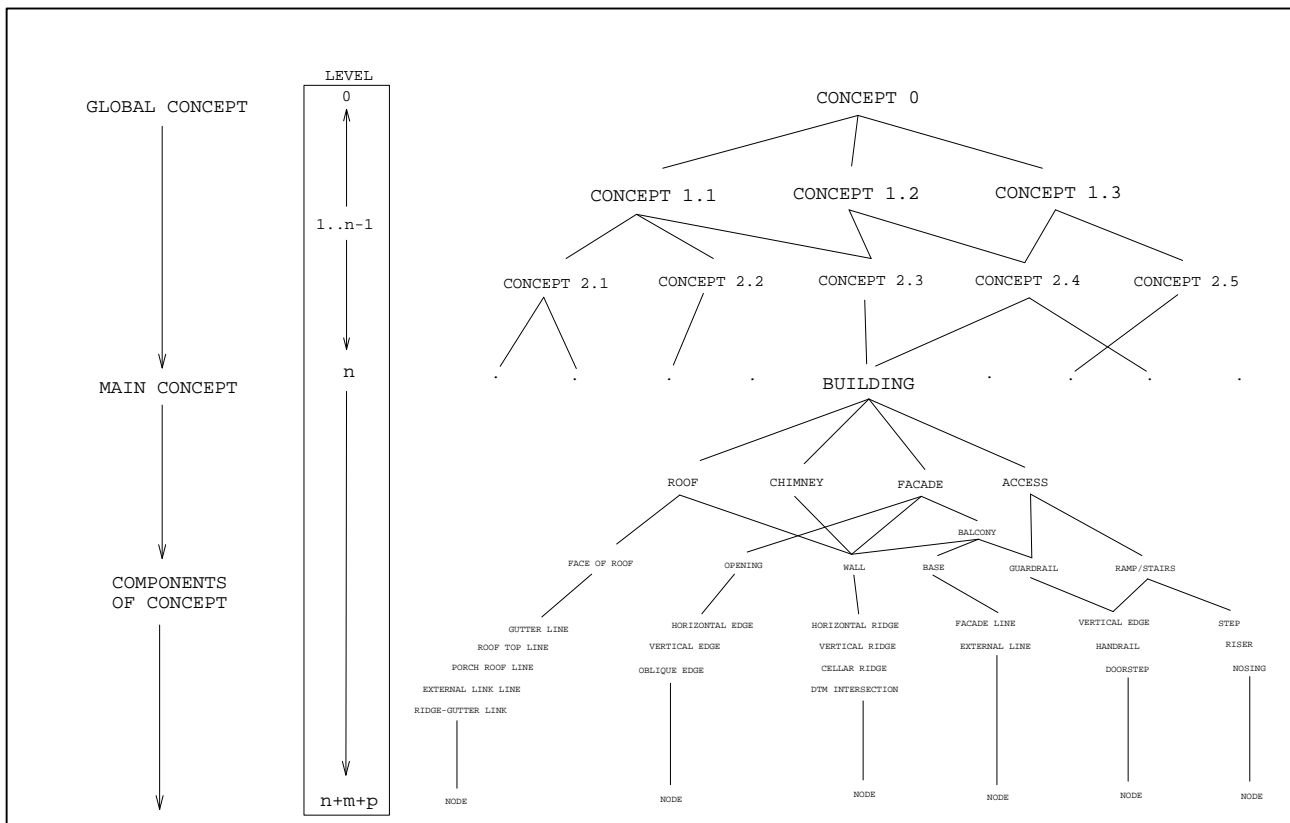 LEVEL
0
GLOBAL CONCEPT
CONCEPT 0
CONCEPT 1.1
CONCEPT 1.2
CONCEPT 1.3
1..n-1
CONCEPT 2.1
CONCEPT 2.2
CONCEPT 2.3
CONCEPT 2.4
CONCEPT 2.5
n
MAIN CONCEPT
. . . . BUILDING . . . .
ROOF
CHIMNEY
FACADE
ACCESS
BALCONY
FACE OF ROOF
OPENING
WALL
BASE
GUARDRAIL
RAMP/STAIRS
COMPONENTS
OF CONCEPT
GUTTER LINE
ROOF TOP LINE
PORCH ROOF LINE
EXTERNAL LINK LINE
RIDGE-GUTTER LINK
HORIZONTAL EDGE
VERTICAL EDGE
OBLIQUE EDGE
HORIZONTAL RIDGE
VERTICAL RIDGE
CELLAR RIDGE
DTM INTERSECTION
FACADE LINE
EXTERNAL LINE
VERTICAL EDGE
HANDRAIL
DOORSTEP
STEP
RISER
NOSING
n+m+p
NODE
NODE
NODE
NODE
NODE
NODE